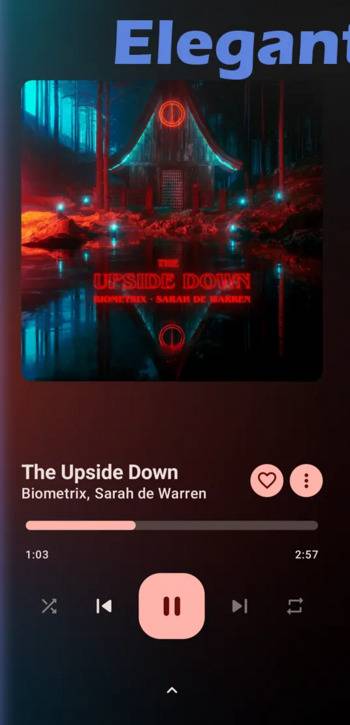 Elegant
THE
UPSIDE DOWN
BIOMETRIX · SARAH DE WARREN
The Upside Down
Biometrix, Sarah de Warren
1:03
2:57